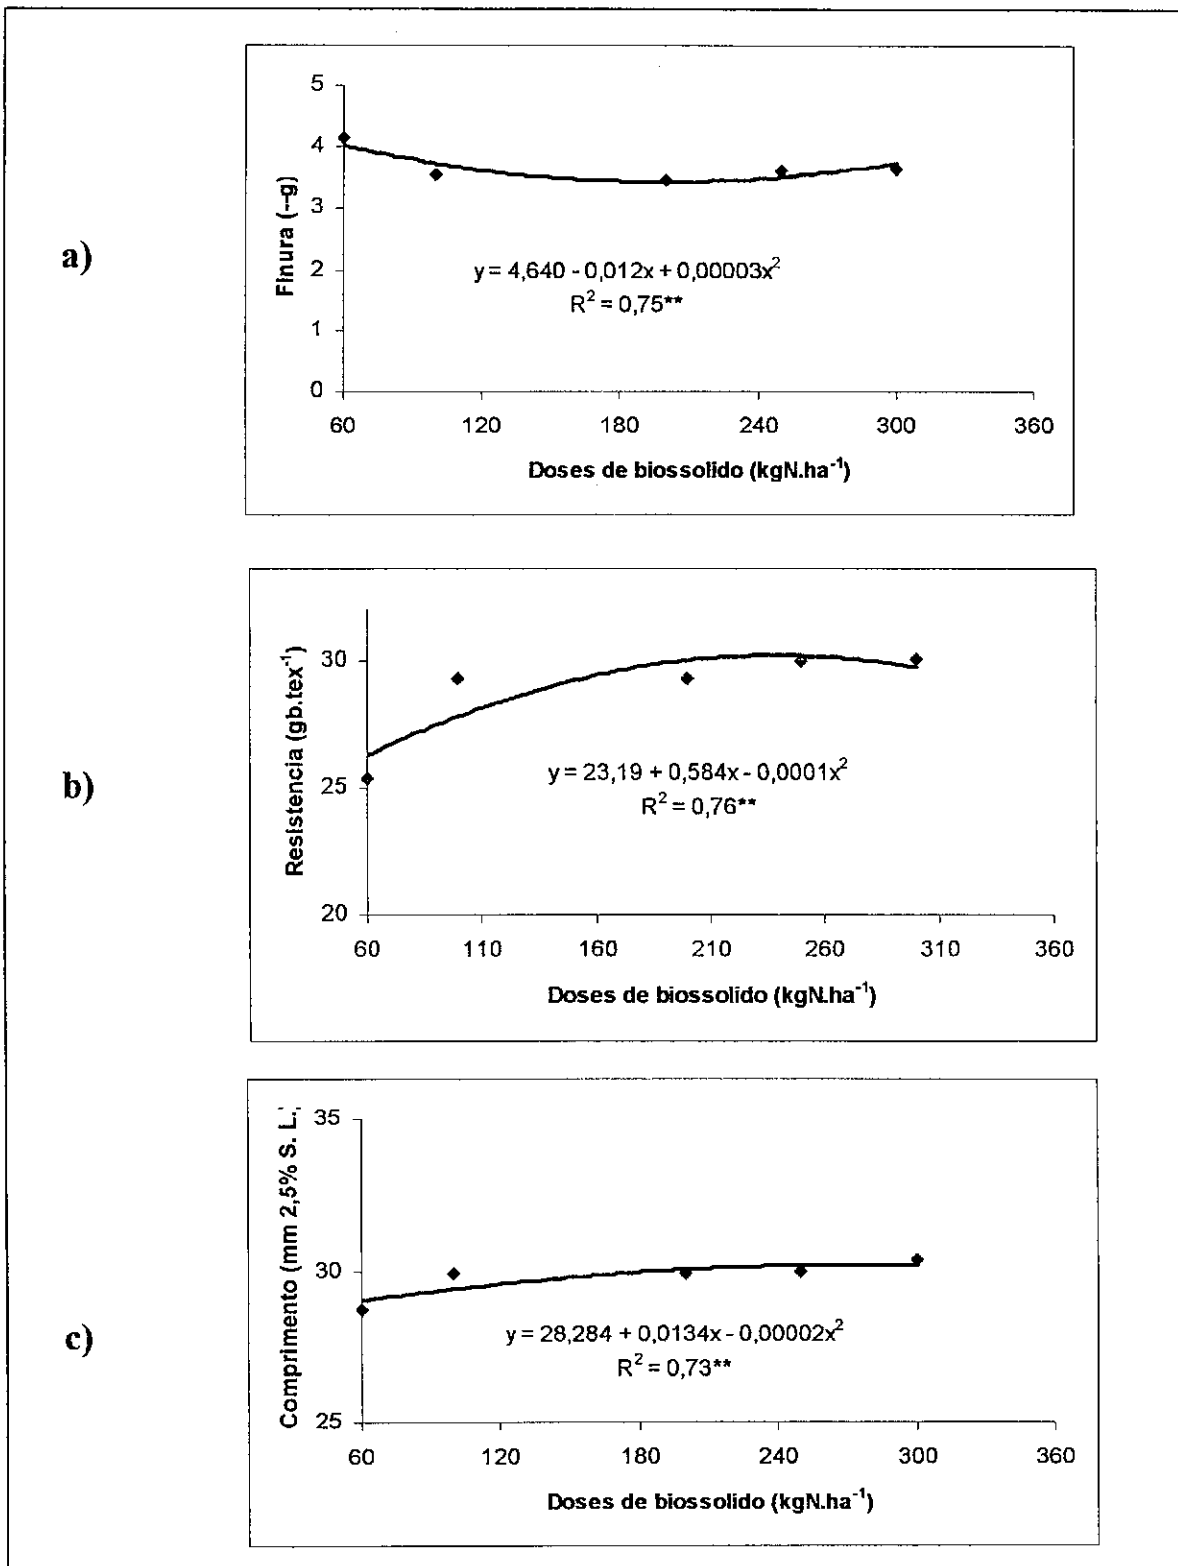 a)
Finura (--g)
5
4
3
2
1
0
y = 4,640 - 0,012x + 0,00003x²
R² = 0,75**
60 120 180 240 300 360
Doses de biossolido (kgN.ha⁻¹)
b)
Resistencia (gb.tex⁻¹)
30
25
20
y = 23,19 + 0,584x - 0,0001x²
R² = 0,76**
60 110 160 210 260 310 360
Doses de biossolido (kgN.ha⁻¹)
c)
Comprimento (mm 2,5% S. L.
35
30
25
y = 28,284 + 0,0134x - 0,00002x²
R² = 0,73**
60 120 180 240 300 360
Doses de biossolido (kgN.ha⁻¹)